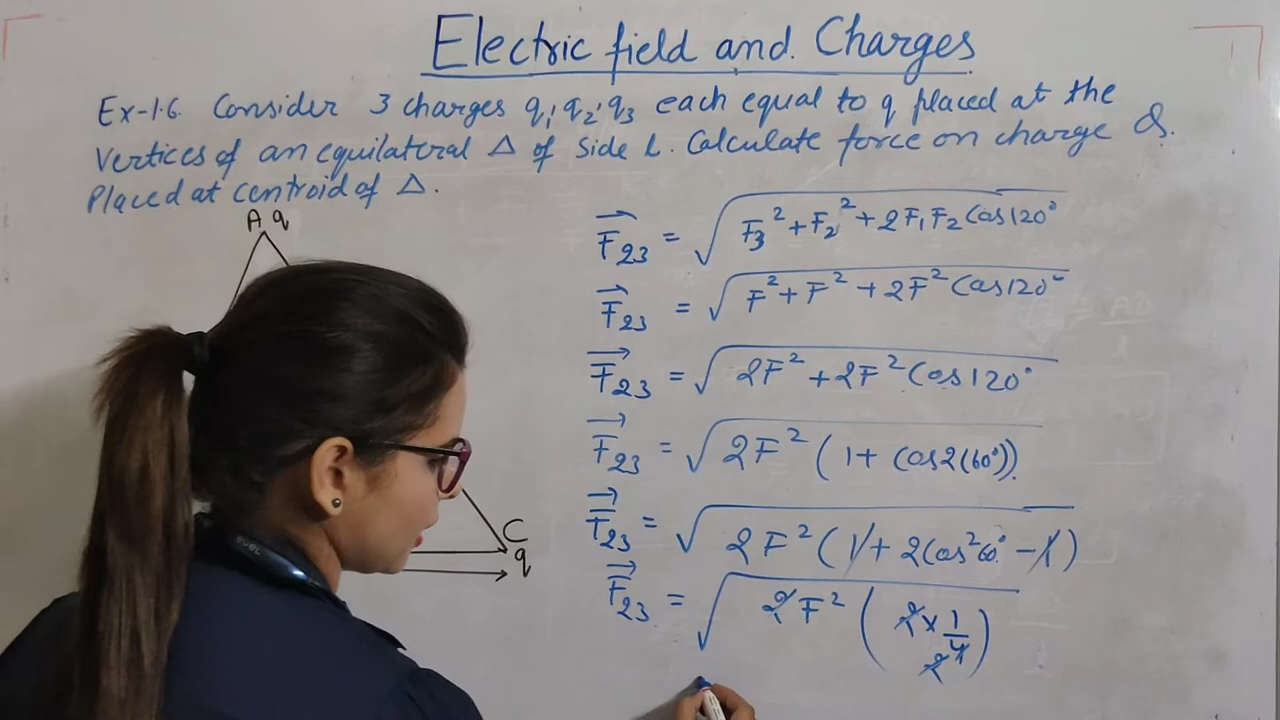 Electric field and Charges
Ex-1.6. Consider 3 charges q₁, q₂, q₃ each equal to q placed at the
Vertices of an equilateral Δ of side L. Calculate force on charge Q.
Placed at centroid of Δ.
A q
C
q
F₂₃ = √(F₃² + F₂² + 2F₁F₂ Cos120°)
F₂₃ = √(F² + F² + 2F² Cos120°)
F₂₃ = √(2F² + 2F² Cos120°)
F₂₃ = √(2F² (1 + Cos2(60°)))
F₂₃ = √(2F² (1 + 2Cos²60° - 1))
F₂₃ = √(2F² (2 × 1/4 2))